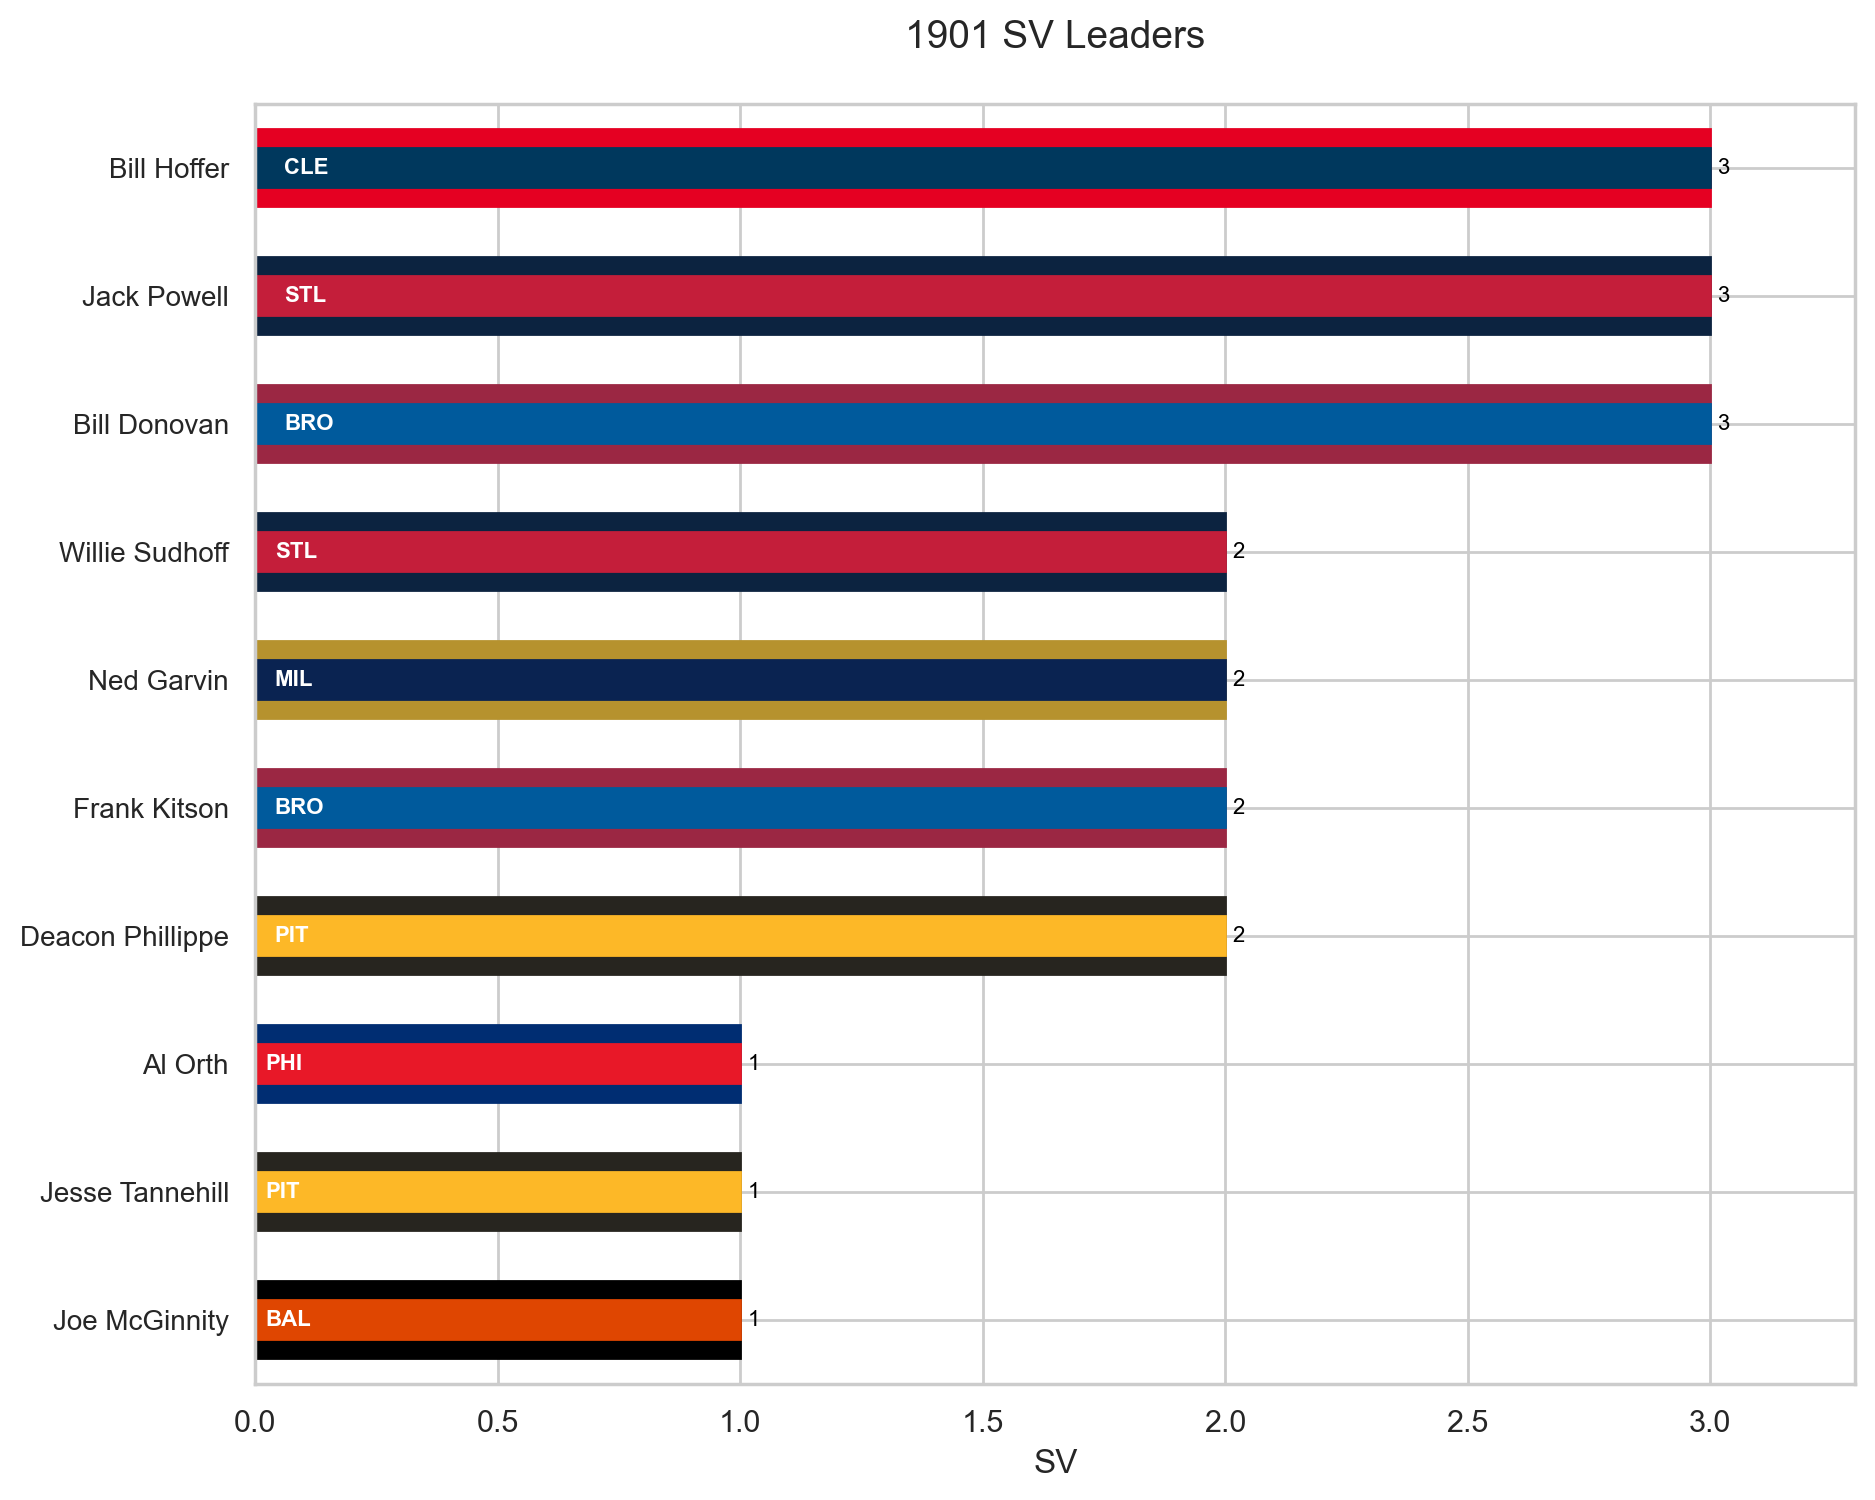 1901 SV Leaders
Bill Hoffer
CLE
3
Jack Powell
STL
3
Bill Donovan
BRO
3
Willie Sudhoff
STL
2
Ned Garvin
MIL
2
Frank Kitson
BRO
2
Deacon Phillippe
PIT
2
Al Orth
PHI
1
Jesse Tannehill
PIT
1
Joe McGinnity
BAL
1
0.0 0.5 1.0 1.5 2.0 2.5 3.0
SV